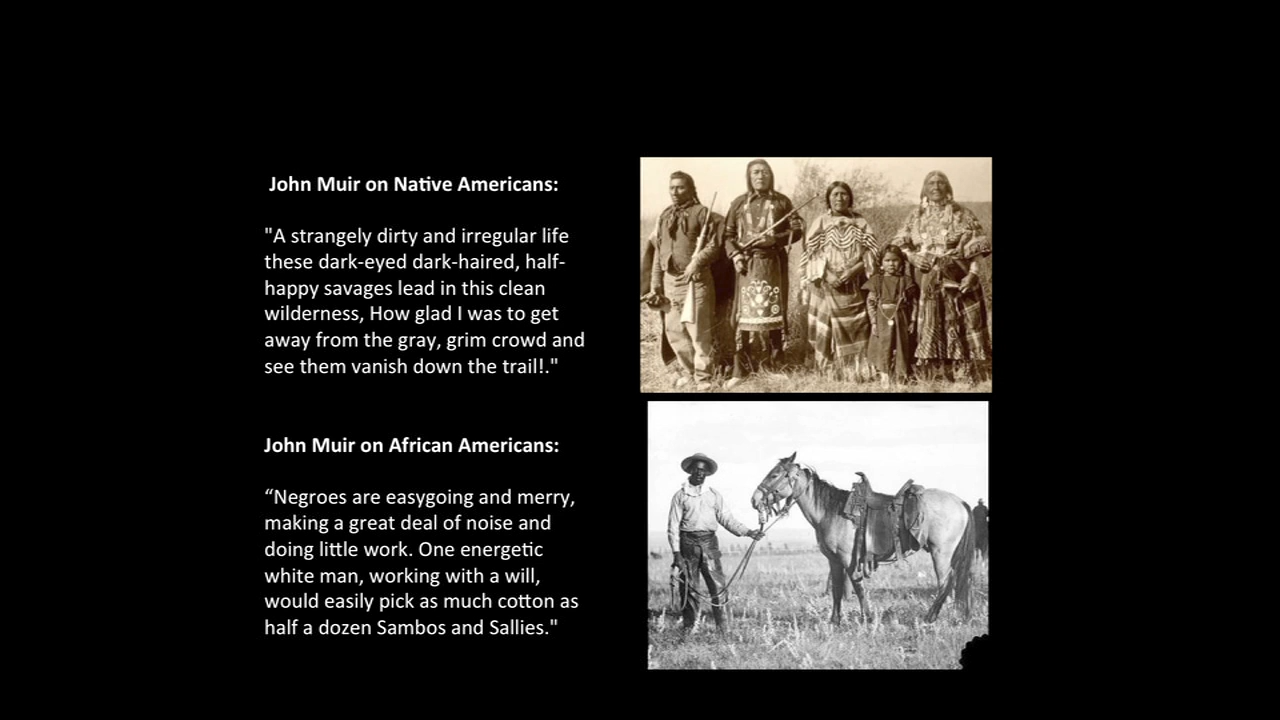 John Muir on Native Americans:
"A strangely dirty and irregular life
these dark-eyed dark-haired, half-
happy savages lead in this clean
wilderness, How glad I was to get
away from the gray, grim crowd and
see them vanish down the trail!."
John Muir on African Americans:
“Negroes are easygoing and merry,
making a great deal of noise and
doing little work. One energetic
white man, working with a will,
would easily pick as much cotton as
half a dozen Sambos and Sallies."